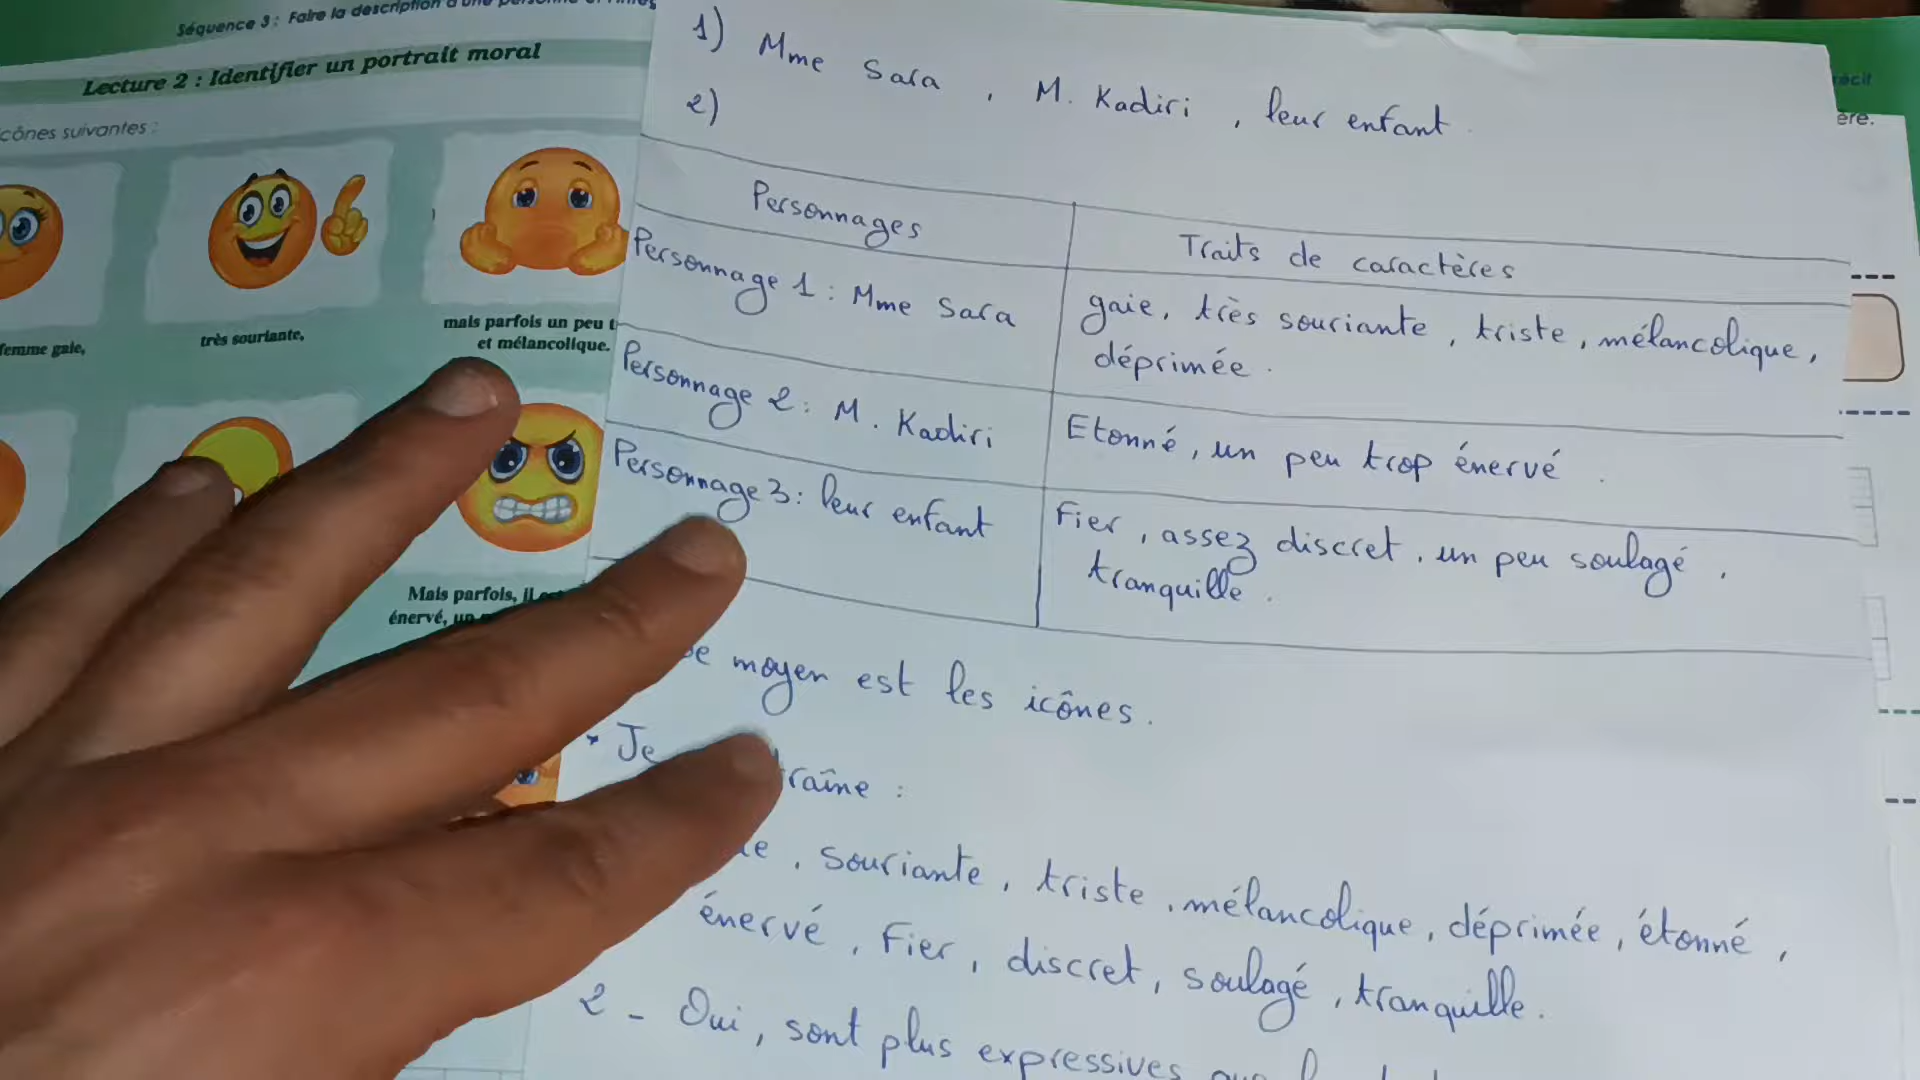 Séquence 3 : Faire la description d'une
Lecture 2 : Identifier un portrait moral
icônes suivantes :
femme gaie,
très souriante,
mais parfois un peu
et mélancolique.
Mais parfois, il
énervé, un
1) Mme Sara , M. Kadiri , leur enfant
2)
Personnages
Traits de caractères
Personnage 1 : Mme Sara
gaie, très souriante, triste, mélancolique,
déprimée.
Personnage 2 : M. Kadiri
Etonné, un peu trop énervé.
Personnage 3 : leur enfant
Fier, assez discret, un peu soulagé,
tranquille.
moyen est les icônes.
* Je
, souriante, triste, mélancolique, déprimée, étonné,
énervé, Fier, discret, soulagé, tranquille.
2 - Oui, sont plus expressives que
récit
ère.